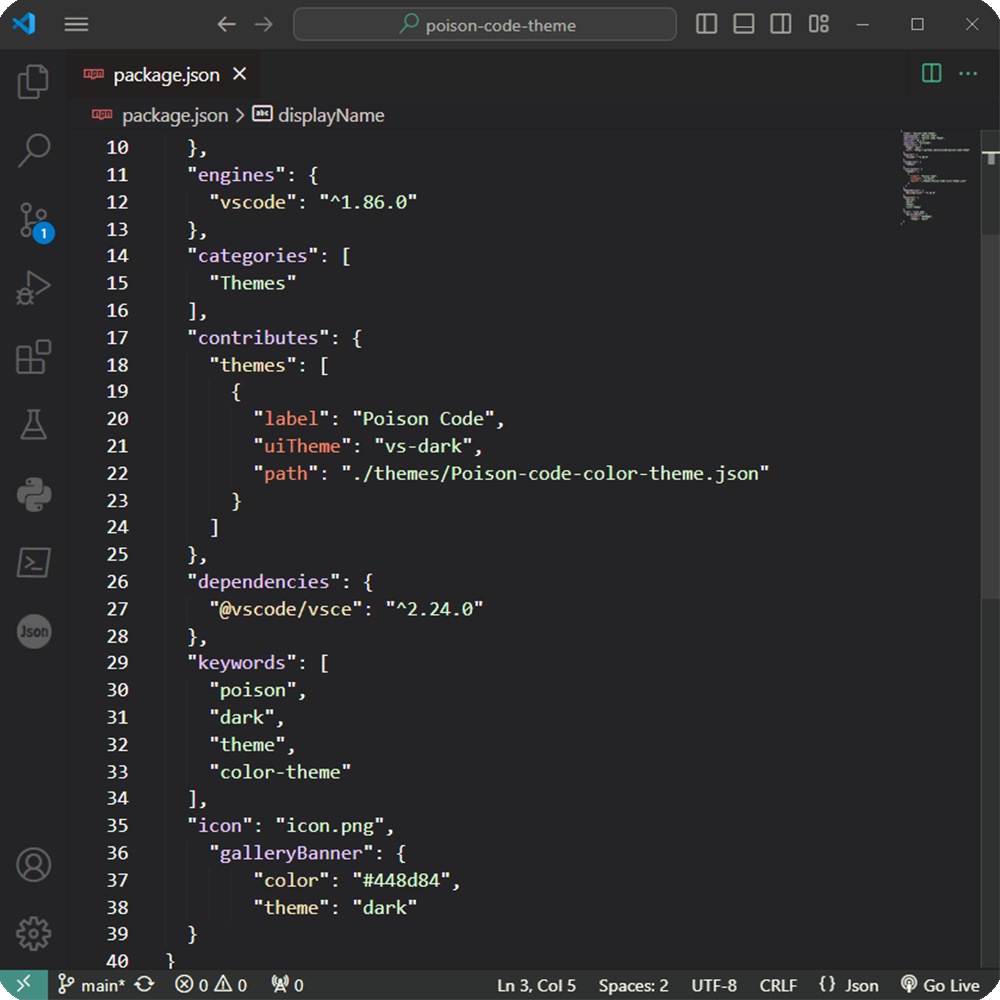 poison-code-theme
package.json
package.json > displayName
10 },
11 "engines": {
12 "vscode": "^1.86.0"
13 },
14 "categories": [
15 "Themes"
16 ],
17 "contributes": {
18 "themes": [
19 {
20 "label": "Poison Code",
21 "uiTheme": "vs-dark",
22 "path": "./themes/Poison-code-color-theme.json"
23 }
24 ]
25 },
26 "dependencies": {
27 "@vscode/vsce": "^2.24.0"
28 },
29 "keywords": [
30 "poison",
31 "dark",
32 "theme",
33 "color-theme"
34 ],
35 "icon": "icon.png",
36 "galleryBanner": {
37 "color": "#448d84",
38 "theme": "dark"
39 }
40 }
1
Json
main* 0 0 0 Ln 3, Col 5 Spaces: 2 UTF-8 CRLF {} Json Go Live